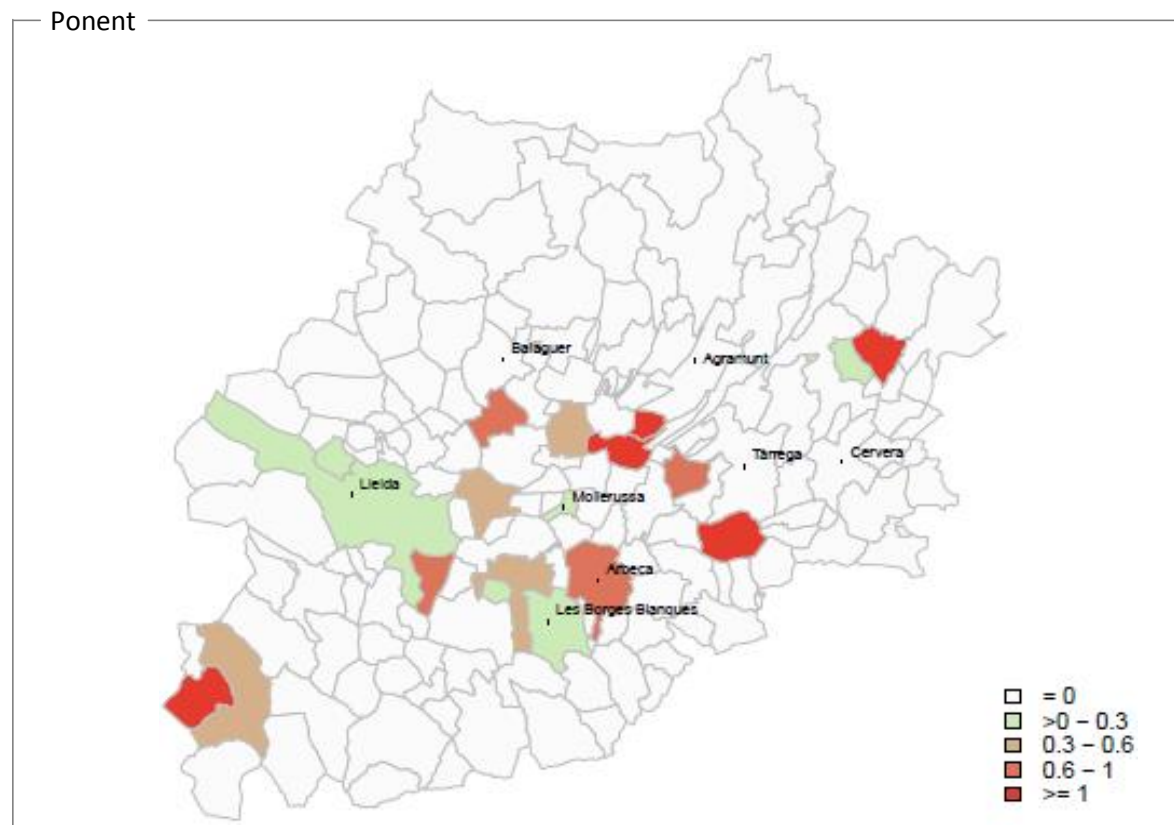 Ponent
Balaguer
Agramunt
Tàrrega
Cervera
Lleida
Mollerussa
Arbeca
Les Borges Blanques
= 0
>0 – 0.3
0.3 – 0.6
0.6 – 1
>= 1